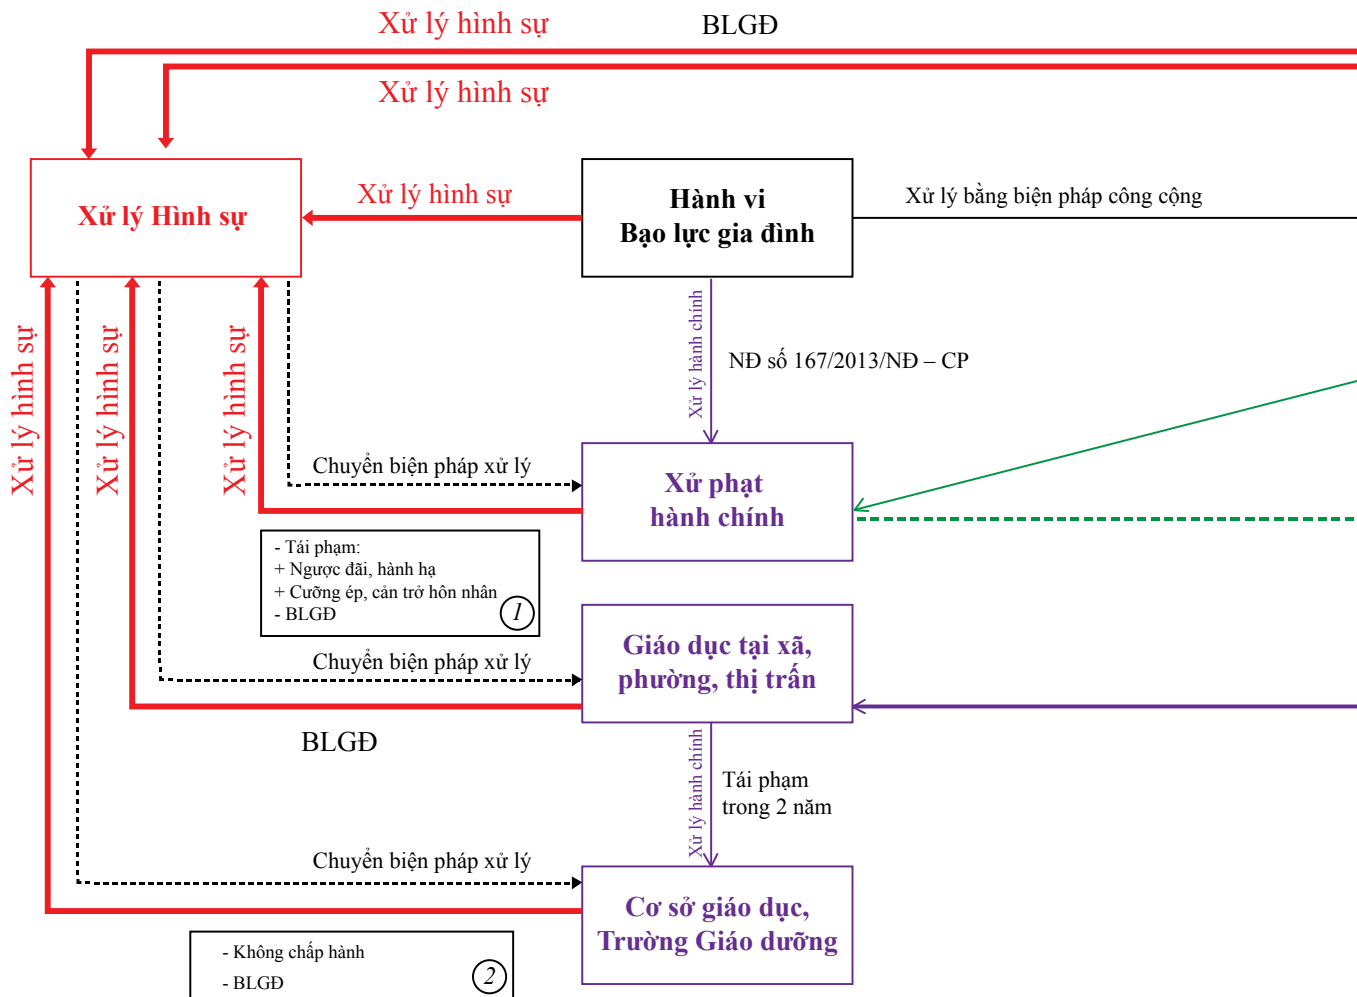 Xử lý hình sự
BLGĐ
Xử lý hình sự
Xử lý Hình sự
Xử lý hình sự
Hành vi
Bạo lực gia đình
Xử lý bằng biện pháp công cộng
Xử lý hình sự
Xử lý hình sự
Xử lý hình sự
Xử lý hành chính
NĐ số 167/2013/NĐ – CP
Chuyển biện pháp xử lý
Xử phạt
hành chính
- Tái phạm:
+ Ngược đãi, hành hạ
+ Cưỡng ép, cản trở hôn nhân
- BLGĐ
1
Chuyển biện pháp xử lý
Giáo dục tại xã,
phường, thị trấn
BLGĐ
Xử lý hành chính
Tái phạm
trong 2 năm
Chuyển biện pháp xử lý
Cơ sở giáo dục,
Trường Giáo dưỡng
- Không chấp hành
- BLGĐ
2